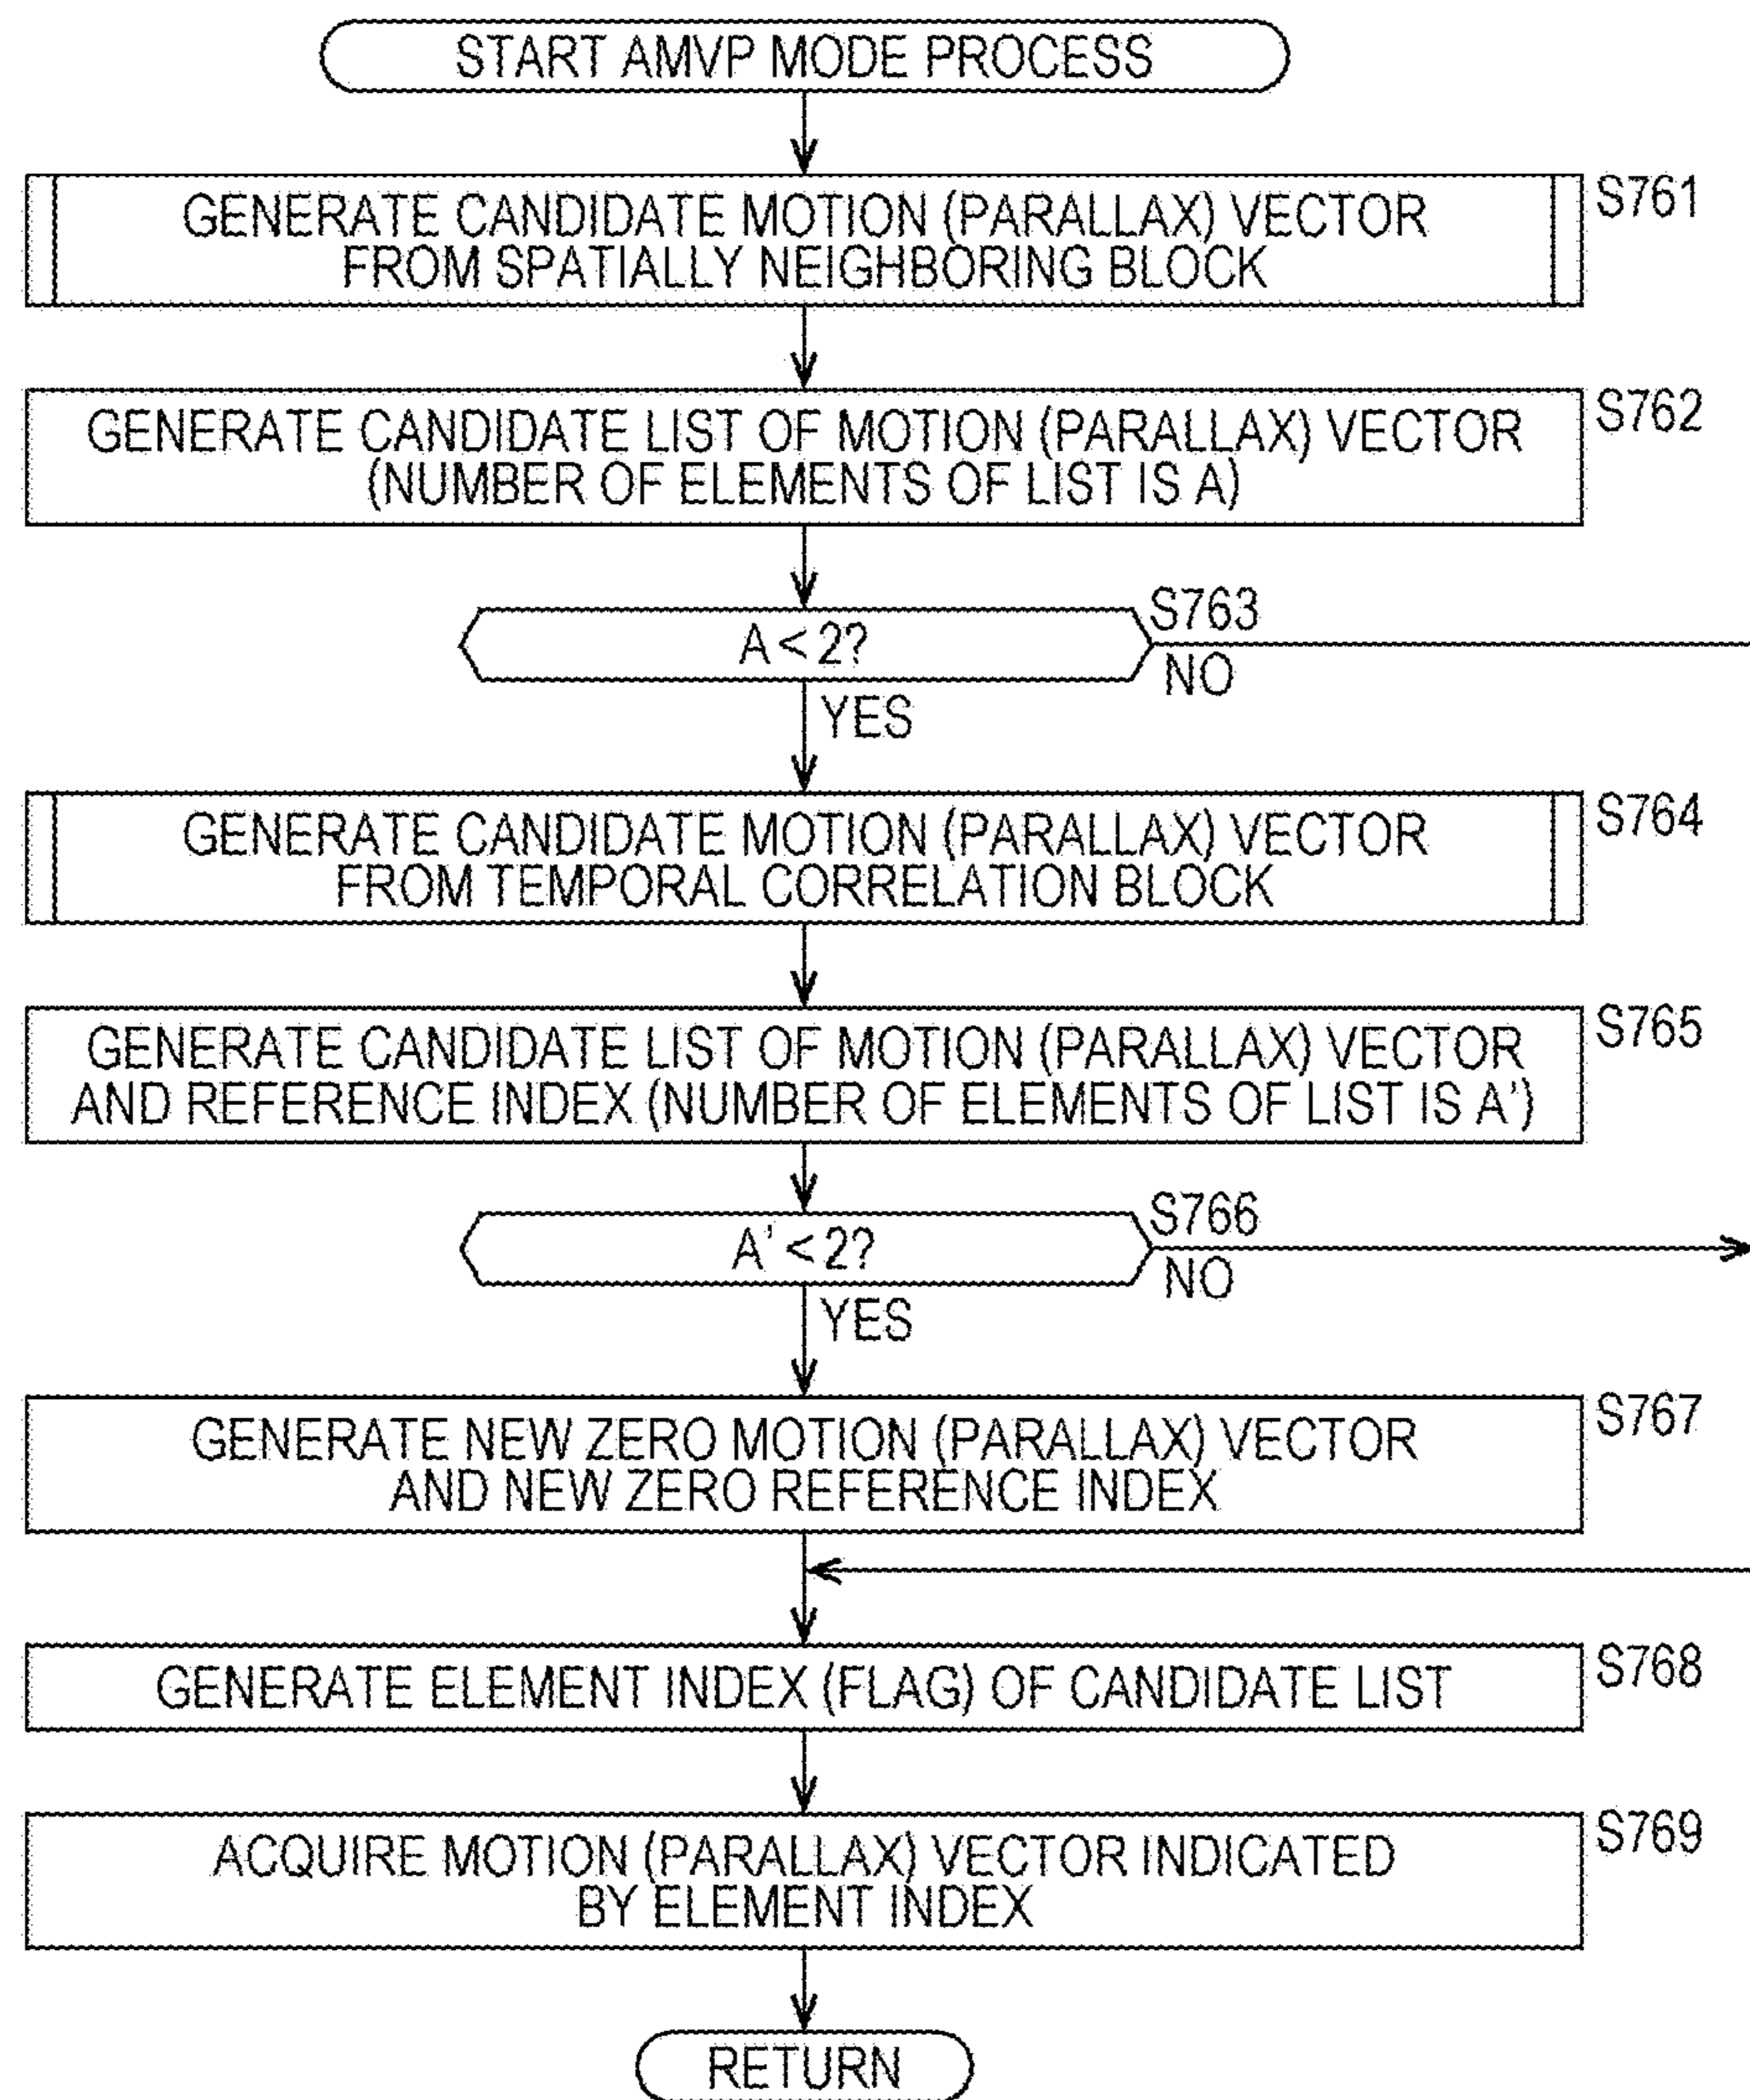 START AMVP MODE PROCESS
GENERATE CANDIDATE MOTION (PARALLAX) VECTOR
FROM SPATIALLY NEIGHBORING BLOCK
S761
GENERATE CANDIDATE LIST OF MOTION (PARALLAX) VECTOR
(NUMBER OF ELEMENTS OF LIST IS A)
S762
A < 2?
S763
NO
YES
GENERATE CANDIDATE MOTION (PARALLAX) VECTOR
FROM TEMPORAL CORRELATION BLOCK
S764
GENERATE CANDIDATE LIST OF MOTION (PARALLAX) VECTOR
AND REFERENCE INDEX (NUMBER OF ELEMENTS OF LIST IS A')
S765
A' < 2?
S766
NO
YES
GENERATE NEW ZERO MOTION (PARALLAX) VECTOR
AND NEW ZERO REFERENCE INDEX
S767
GENERATE ELEMENT INDEX (FLAG) OF CANDIDATE LIST
S768
ACQUIRE MOTION (PARALLAX) VECTOR INDICATED
BY ELEMENT INDEX
S769
RETURN